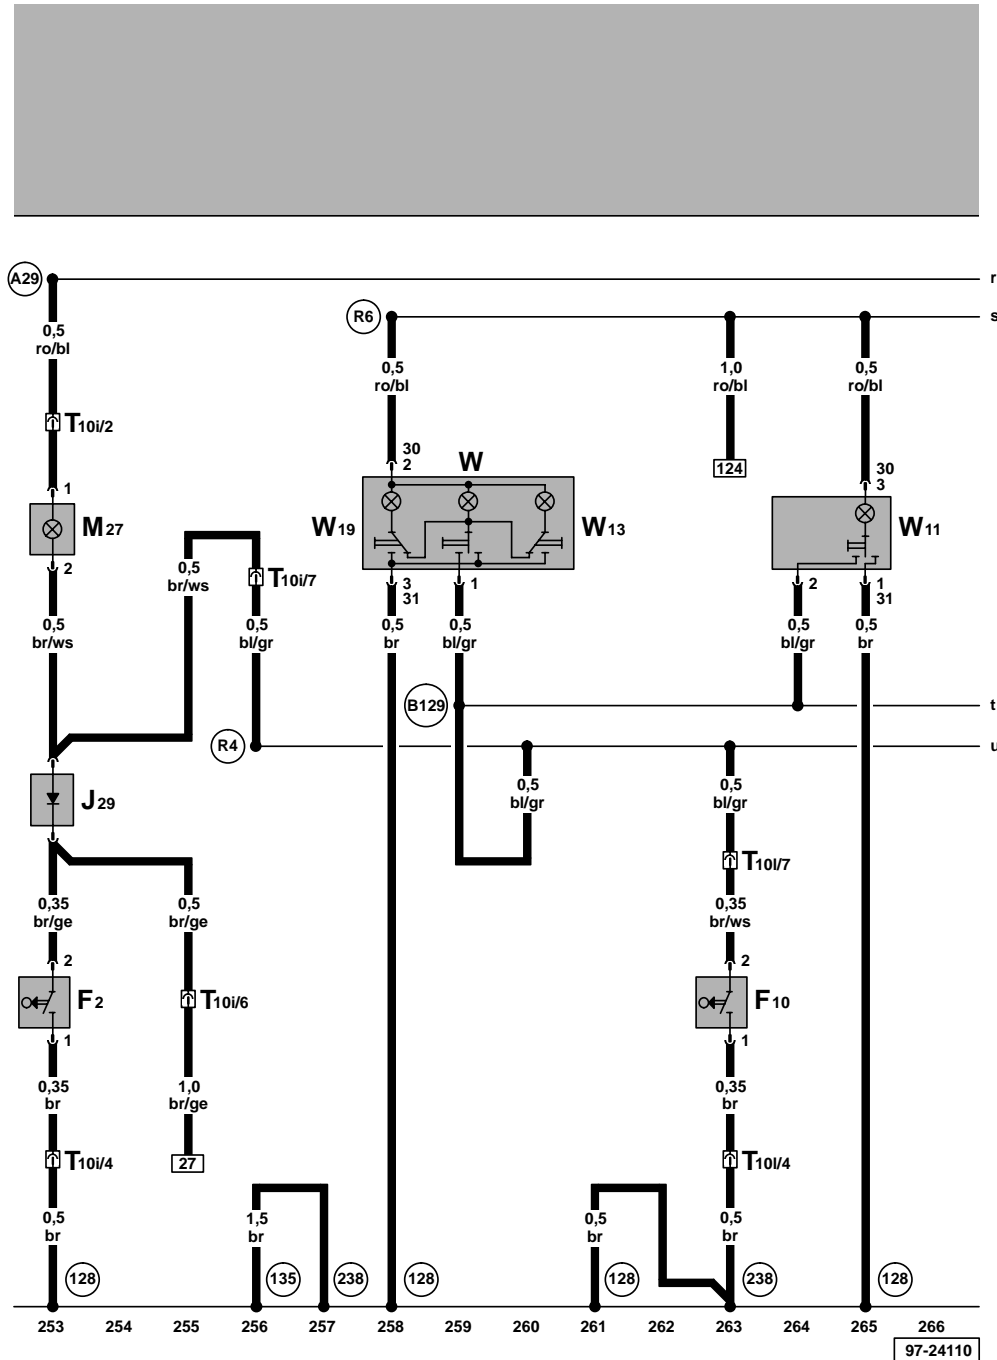 A29
r
R6
s
0,5
ro/bl
0,5
ro/bl
1,0
ro/bl
0,5
ro/bl
T10i/2
30
2
W
124
30
3
1
M27
W19
W13
W11
2
0,5
br/ws
T10i/7
3
31
1
2
1
31
0,5
br/ws
0,5
bl/gr
0,5
br
0,5
bl/gr
0,5
bl/gr
0,5
br
B129
t
R4
u
J29
0,5
bl/gr
0,5
bl/gr
T10l/7
0,35
br/ge
0,5
br/ge
0,35
br/ws
2
2
F2
T10i/6
F10
1
1
0,35
br
1,0
br/ge
0,35
br
T10i/4
27
T10l/4
0,5
br
1,5
br
0,5
br
0,5
br
128
135
238
128
128
238
128
253 254 255 256 257 258 259 260 261 262 263 264 265 266
97-24110